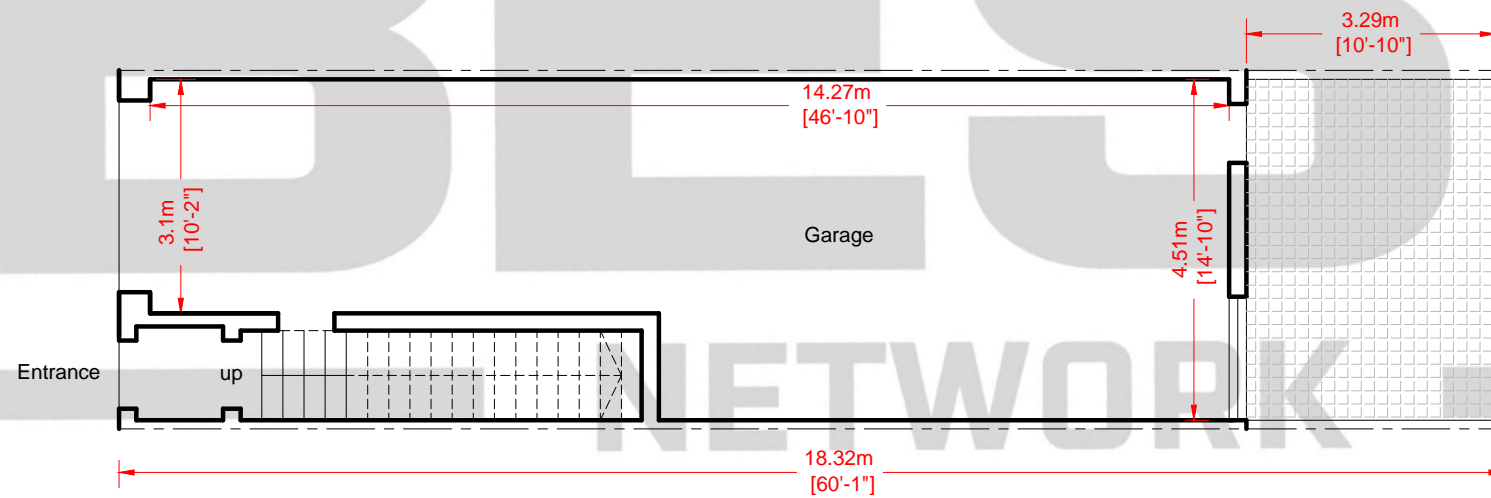 3.29m
[10'-10"]
14.27m
[46'-10"]
3.1m
[10'-2"]
Garage
4.51m
[14'-10"]
Entrance
up
NETWORK
18.32m
[60'-1"]